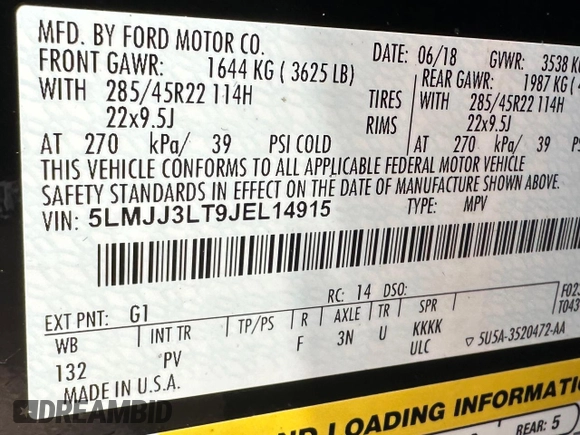 MFD. BY FORD MOTOR CO.
DATE: 06/18 GVWR: 3538 K
FRONT GAWR: 1644 KG ( 3625 LB)
REAR GAWR: 1987 KG (
WITH 285/45R22 114H TIRES WITH 285/45R22 114H
22x9.5J RIMS 22x9.5J
AT 270 kPa/ 39 PSI COLD AT 270 kPa/ 39
THIS VEHICLE CONFORMS TO ALL APPLICABLE FEDERAL MOTOR VEHICLE
SAFETY STANDARDS IN EFFECT ON THE DATE OF MANUFACTURE SHOWN ABOVE.
VIN: 5LMJJ3LT9JEL14915 TYPE: MPV
EXT PNT: G1 RC: 14 DSO: F023
WB INT TR TP/PS R AXLE TR SPR T043
132 PV F 3N U KKKK
ULC 5U5A-3520472-AA
MADE IN U.S.A.
ND LOADING INFORMATIO
REAR: 5
DREAMBID